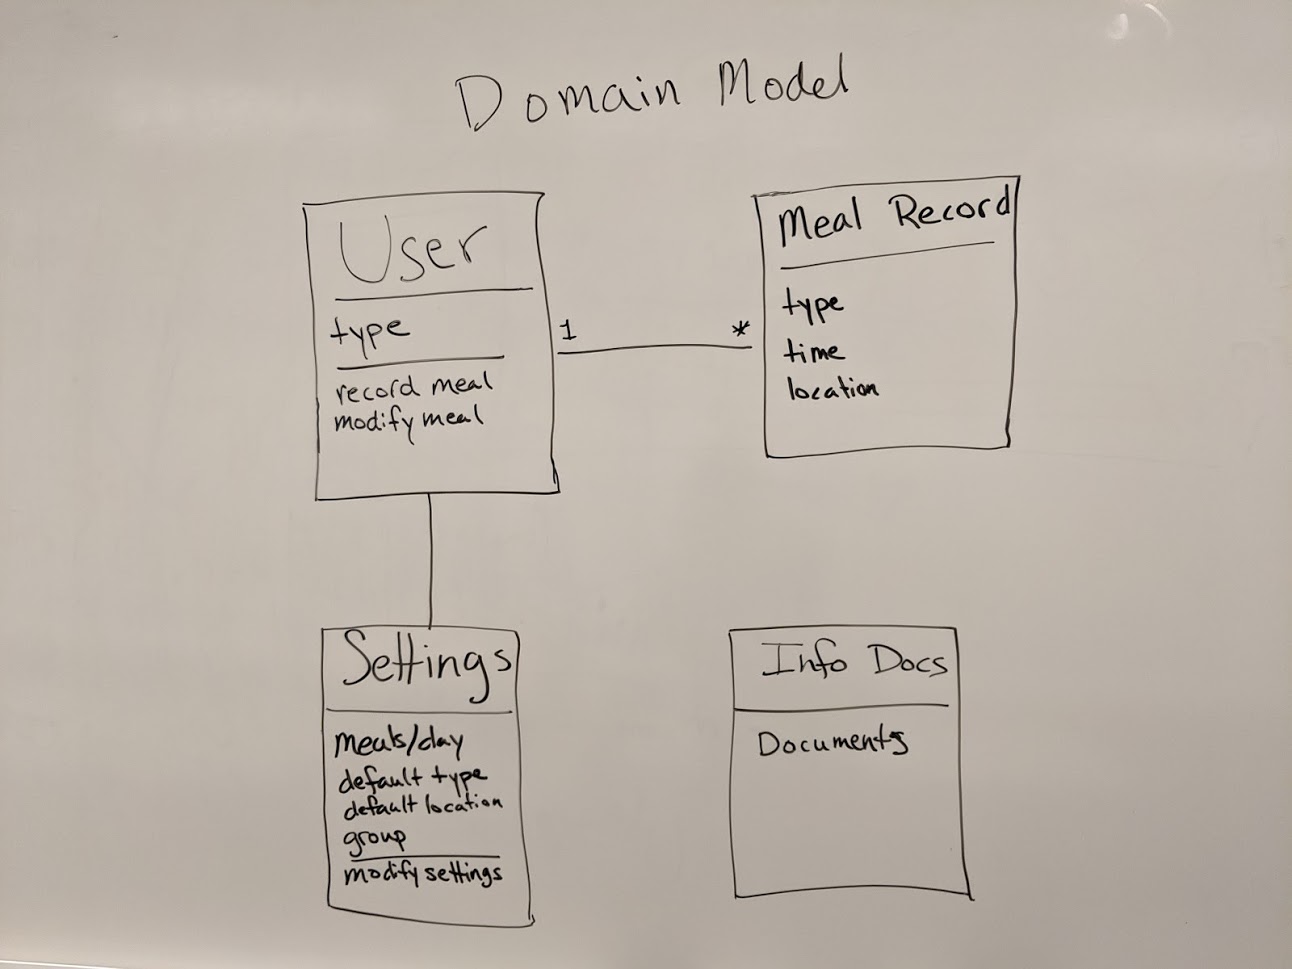 Domain Model
User
type
record meal
modify meal
1
*
Meal Record
type
time
location
Settings
meals/day
default type
default location
group
modify settings
Info Docs
Documents